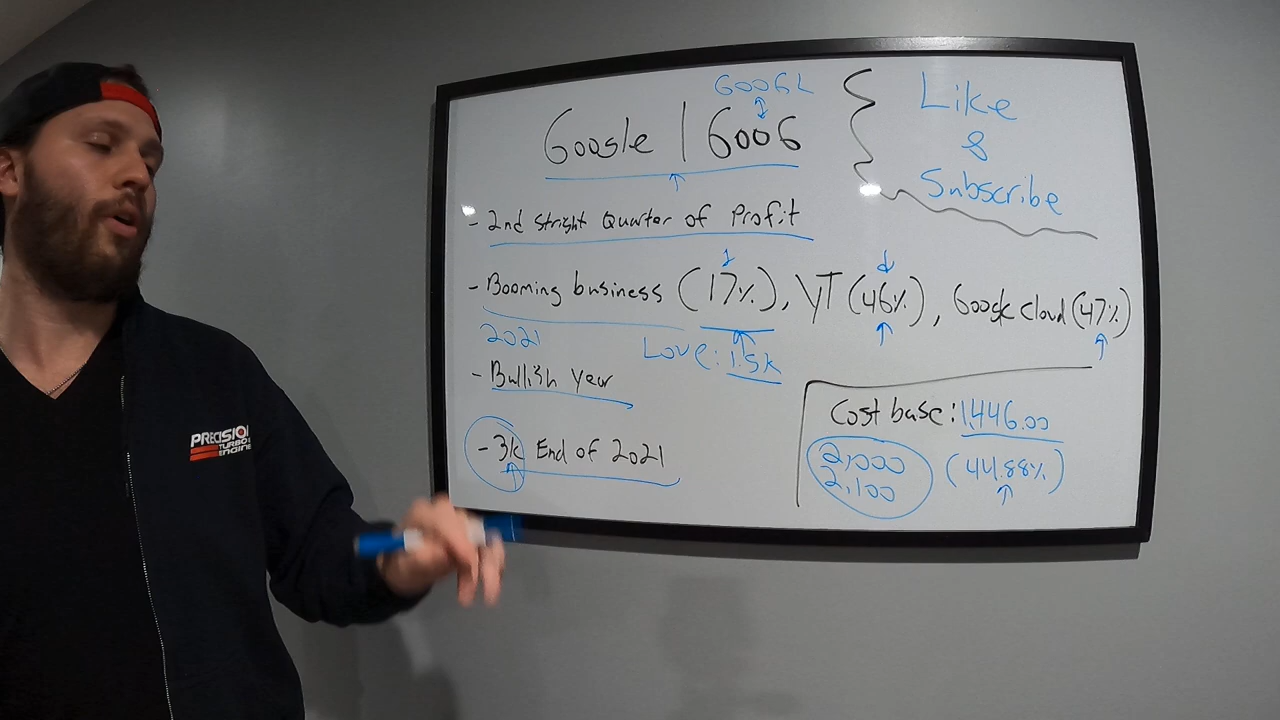 GOOGL
Google | GOOG
Like
&
Subscribe
- 2nd stright Quarter of Profit
- Booming business (17%), YT (46%), Google Cloud (47%)
2021
Love: 1.5k
- Bullish Year
- 3k End of 2021
Cost base: 1,446.00
2,000
2,100
(44.88%)
PRECISION
TURBO &
ENGINE